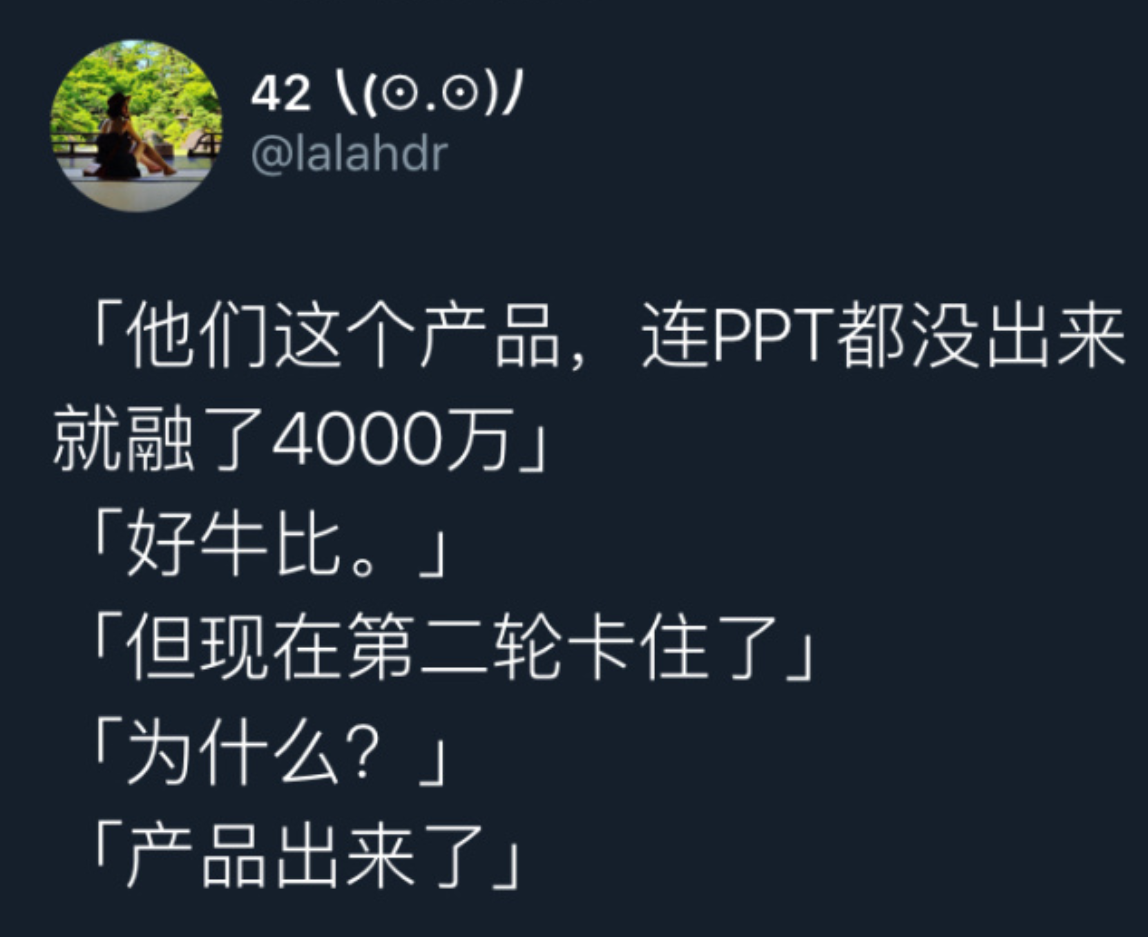 42 \(⊙.⊙)/
@lalahdr
「他们这个产品，连PPT都没出来
就融了4000万」
「好牛比。」
「但现在第二轮卡住了」
「为什么？」
「产品出来了」